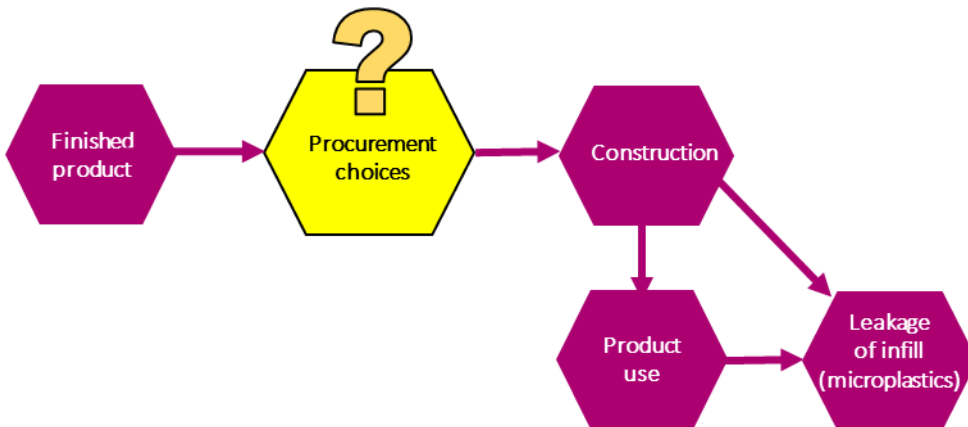 ?
Finished
product
Procurement
choices
Construction
Product
use
Leakage
of infill
(microplastics)